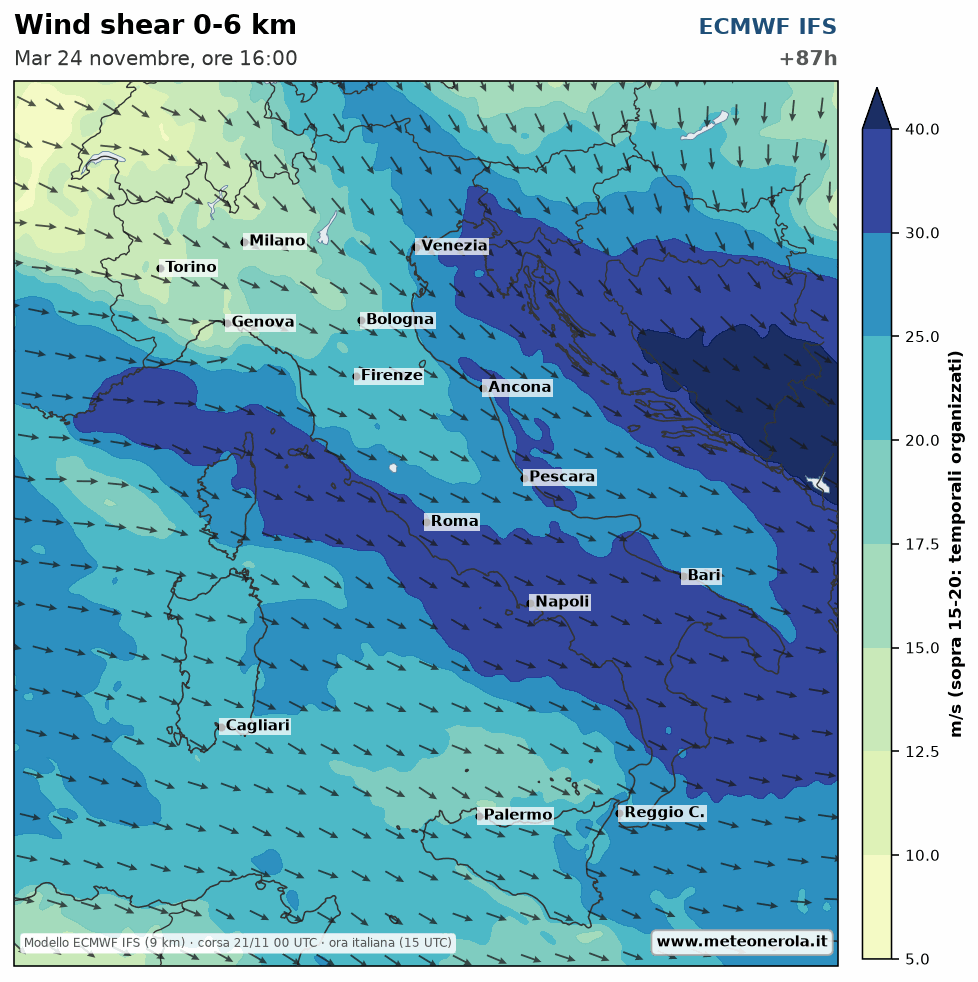 Wind shear 0-6 km
ECMWF IFS
Mar 24 novembre, ore 16:00
+87h
40.0
Milano
Venezia
30.0
Torino
Genova
Bologna
25.0
Firenze
Ancona
20.0
Pescara
Roma
17.5
Bari
Napoli
15.0
Cagliari
12.5
Palermo
Reggio C.
10.0
m/s (sopra 15-20: temporali organizzati)
Modello ECMWF IFS (9 km) · corsa 21/11 00 UTC · ora italiana (15 UTC)
www.meteonerola.it
5.0